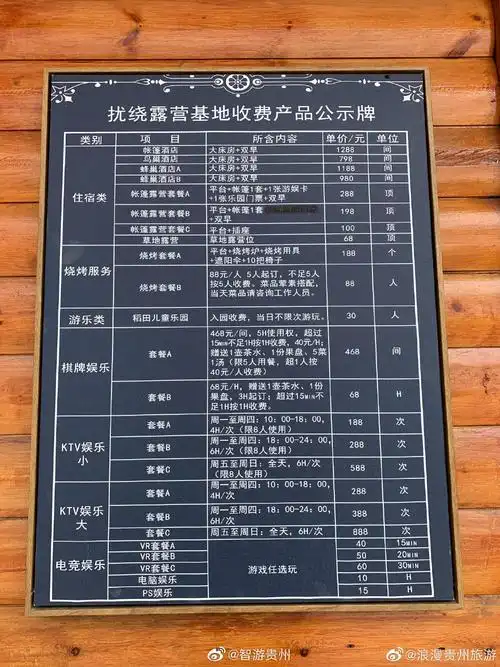 扰绕露营基地收费产品公示牌
类别 项目 所含内容 单价/元 单位
住宿类
帐篷酒店 大床房+双早 1288 间
鸟巢酒店 大床房+双早 798 间
蜂巢酒店A 大床房+双早 1188 间
蜂巢酒店B 大床房+双早 980 间
帐篷露营套餐A 平台+帐篷1套+1张游娱卡 288 顶
+1张乐园门票+双早
帐篷露营套餐B 平台+帐篷1套 198 顶
+双早
帐篷露营套餐C 平台+插座 100 顶
草地露营 草地露营位 68 顶
烧烤服务
烧烤套餐A 平台+烧烤炉+烧烤用具 188 个
+遮阳伞+10把椅子
烧烤套餐B 88元/人，5人起订，不足5人 88 人
按5人收费。菜品荤素搭配，
当天菜品请咨询工作人员。
游乐类 稻田儿童乐园 入园收费，当日不限次游玩。 30 人
棋牌娱乐
套餐A 468元/间，5H使用权，超过 468 间
15MIN不足1H按1H收费，40元/H；
赠送1壶茶水、1份果盘、5菜
1汤（限5人用餐，超1人按
40元/人收费）
套餐B 68元/H，赠送1壶茶水、1份 68 H
果盘，3H起订；超过15MIN不
足1H按1H收费。
KTV娱乐
小
套餐A 周一至周四：10：00-18：00， 188 次
4H/次（限8人使用）
套餐B 周一至周四：18：00-24：00， 288 次
6H/次（限8人使用）
套餐C 周五至周日：全天，6H/次 588 次
（限8人使用）
KTV娱乐
大
套餐A 周一至周四：10：00-18：00， 288 次
4H/次
套餐B 周一至周四：18：00-24：00， 388 次
6H/次
套餐C 周五至周日：全天，6H/次 888 次
电竞娱乐
VR套餐A 40 15MIN
VR套餐B 50 20MIN
VR套餐C 游戏任选玩 60 30MIN
电脑娱乐 10 H
PS娱乐 15 H
@智游贵州
@浪漫贵州旅游